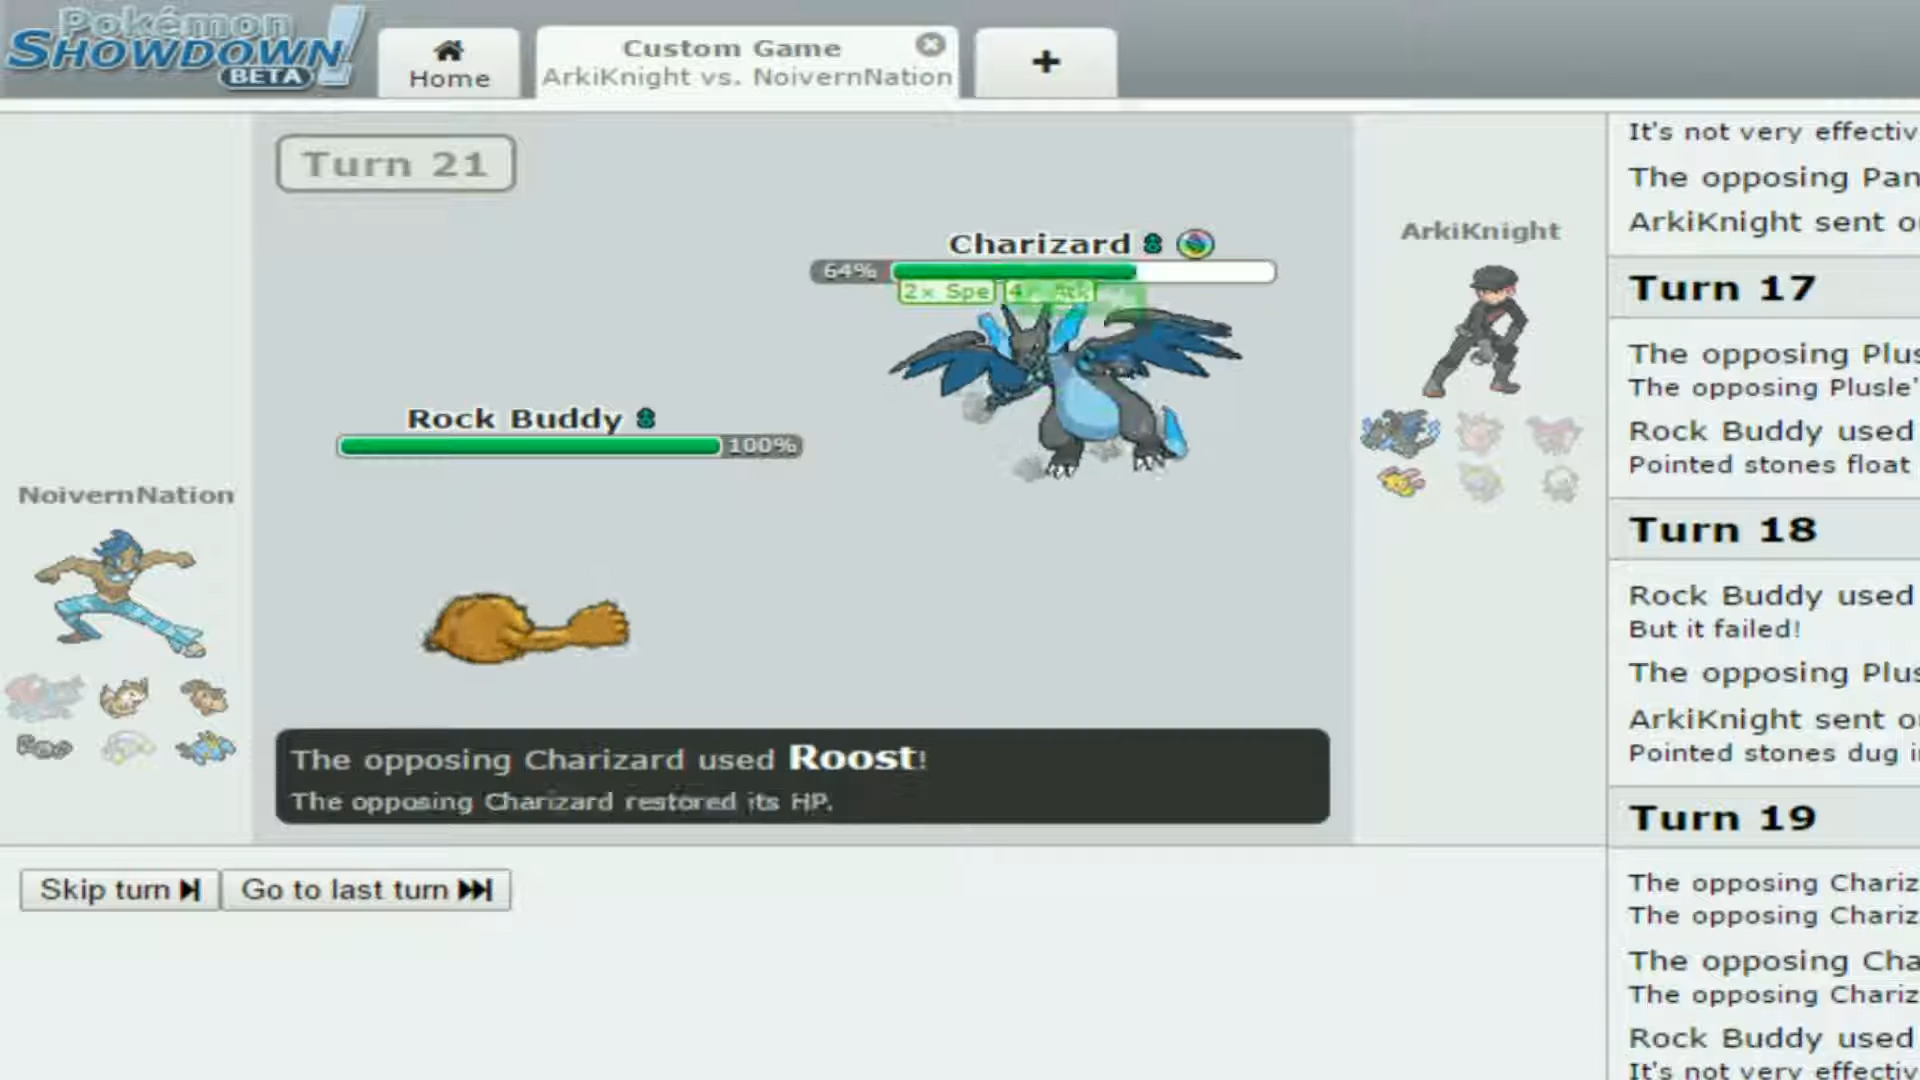 Pokémon
SHOWDOWN!
BETA
Home
Custom Game
ArkiKnight vs. NoivernNation
+
Turn 21
Charizard 8
64%
2× Spe
Rock Buddy 8
100%
NoivernNation
ArkiKnight
The opposing Charizard used Roost!
The opposing Charizard restored its HP.
Skip turn
Go to last turn
It's not very effectiv
The opposing Pan
ArkiKnight sent o
Turn 17
The opposing Plus
The opposing Plusle'
Rock Buddy used
Pointed stones float
Turn 18
Rock Buddy used
But it failed!
The opposing Plus
ArkiKnight sent o
Pointed stones dug i
Turn 19
The opposing Chariz
The opposing Chariz
The opposing Cha
The opposing Chariz
Rock Buddy used
It's not very effectiv